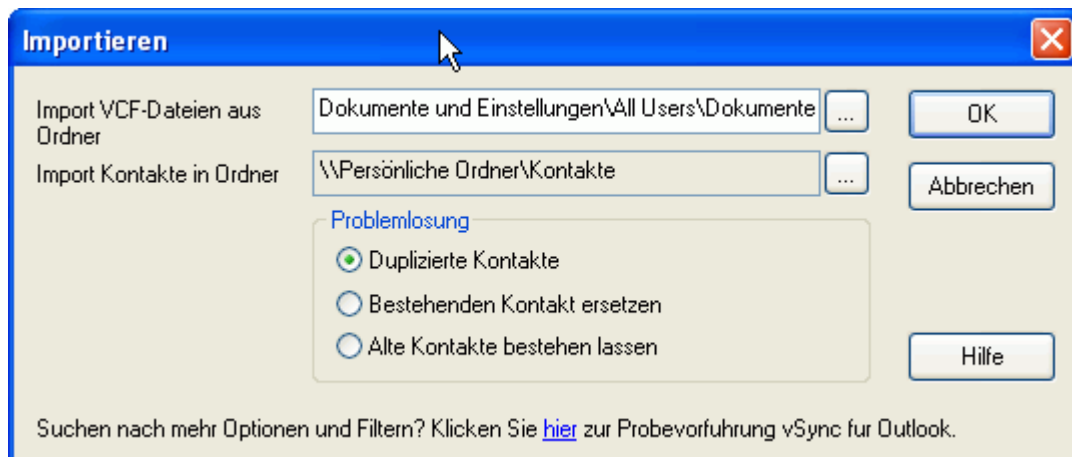 Importieren
Import VCF-Dateien aus
Ordner
Dokumente und Einstellungen\All Users\Dokumente
...
OK
Import Kontakte in Ordner
\\Persönliche Ordner\Kontakte
...
Abbrechen
Problemlosung
Duplizierte Kontakte
Bestehenden Kontakt ersetzen
Alte Kontakte bestehen lassen
Hilfe
Suchen nach mehr Optionen und Filtern? Klicken Sie hier zur Probevorfuhrung vSync fur Outlook.